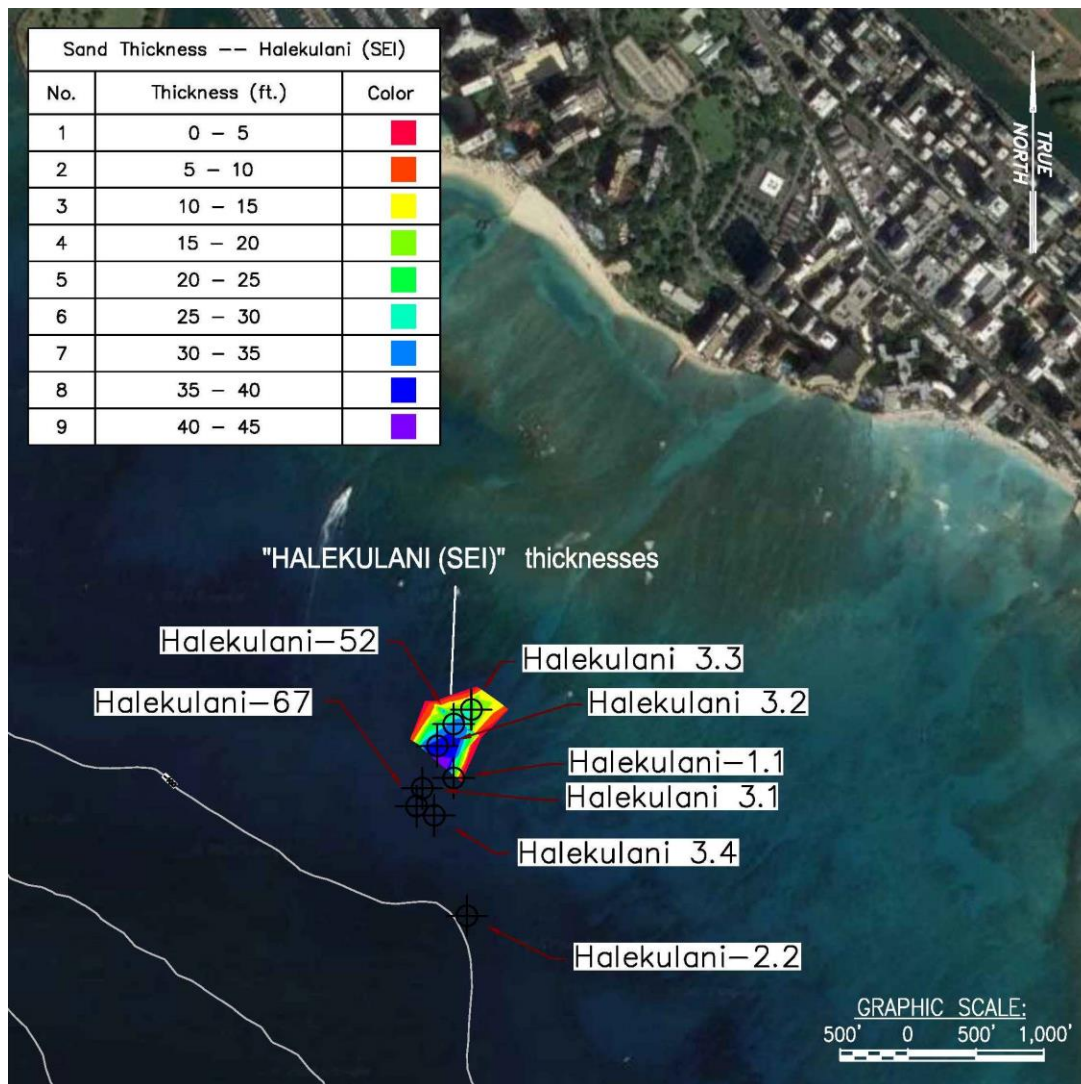 Sand Thickness -- Halekulani (SEI)
No. Thickness (ft.) Color
1 0 - 5
2 5 - 10
3 10 - 15
4 15 - 20
5 20 - 25
6 25 - 30
7 30 - 35
8 35 - 40
9 40 - 45
TRUE
NORTH
"HALEKULANI (SEI)" thicknesses
Halekulani-52
Halekulani 3.3
Halekulani-67
Halekulani 3.2
Halekulani-1.1
Halekulani 3.1
Halekulani 3.4
Halekulani-2.2
GRAPHIC SCALE:
500' 0 500' 1,000'